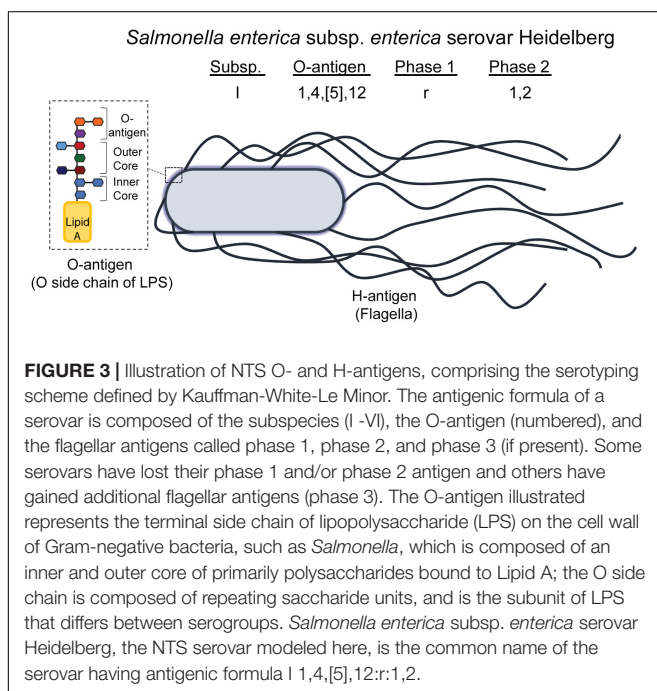 Salmonella enterica subsp. enterica serovar Heidelberg
Subsp. O-antigen Phase 1 Phase 2
I 1,4,[5],12 r 1,2
O-
antigen
Outer
Core
Inner
Core
Lipid
A
O-antigen
(O side chain of LPS)
H-antigen
(Flagella)
FIGURE 3 | Illustration of NTS O- and H-antigens, comprising the serotyping
scheme defined by Kauffman-White-Le Minor. The antigenic formula of a
serovar is composed of the subspecies (I -VI), the O-antigen (numbered), and
the flagellar antigens called phase 1, phase 2, and phase 3 (if present). Some
serovars have lost their phase 1 and/or phase 2 antigen and others have
gained additional flagellar antigens (phase 3). The O-antigen illustrated
represents the terminal side chain of lipopolysaccharide (LPS) on the cell wall
of Gram-negative bacteria, such as Salmonella, which is composed of an
inner and outer core of primarily polysaccharides bound to Lipid A; the O side
chain is composed of repeating saccharide units, and is the subunit of LPS
that differs between serogroups. Salmonella enterica subsp. enterica serovar
Heidelberg, the NTS serovar modeled here, is the common name of the
serovar having antigenic formula I 1,4,[5],12:r:1,2.